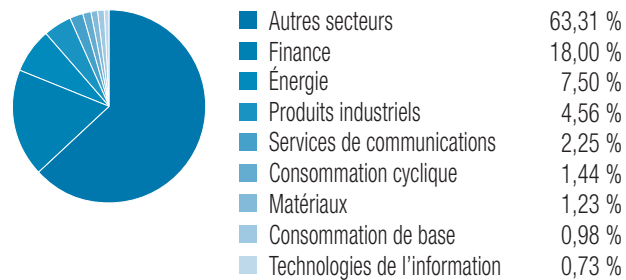 Autres secteurs 63,31 %
Finance 18,00 %
Énergie 7,50 %
Produits industriels 4,56 %
Services de communications 2,25 %
Consommation cyclique 1,44 %
Matériaux 1,23 %
Consommation de base 0,98 %
Technologies de l’information 0,73 %